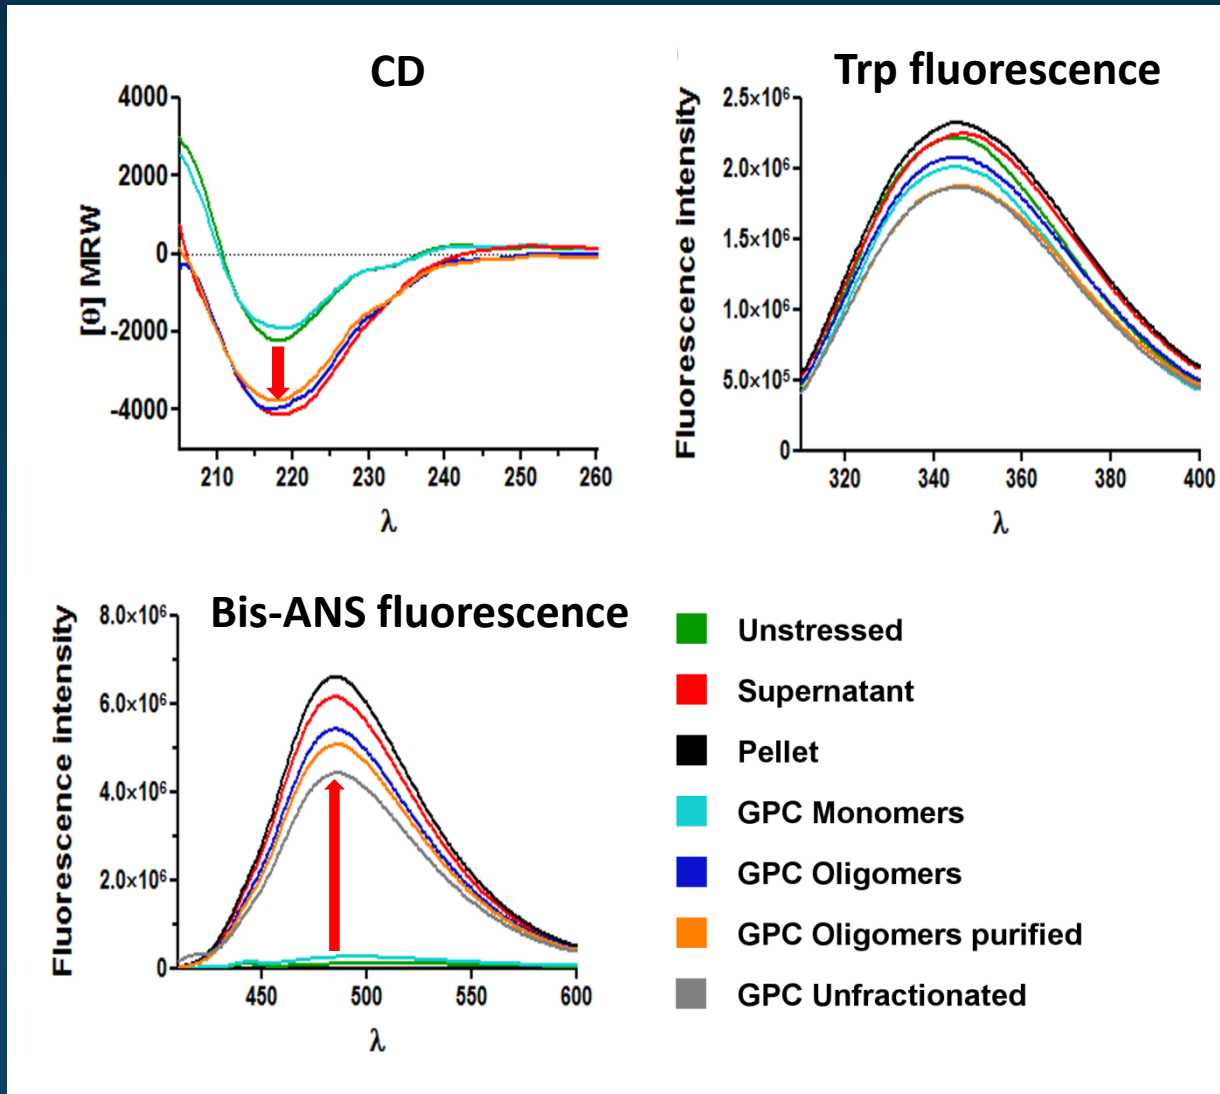 CD
4000
2000
0
-2000
-4000
[θ] MRW
210 220 230 240 250 260
λ
Trp fluorescence
2.5×10⁶
2.0×10⁶
1.5×10⁶
1.0×10⁶
5.0×10⁵
0
Fluorescence intensity
320 340 360 380 400
λ
Bis-ANS fluorescence
8.0×10⁶
6.0×10⁶
4.0×10⁶
2.0×10⁶
0
Fluorescence intensity
450 500 550 600
λ
Unstressed
Supernatant
Pellet
GPC Monomers
GPC Oligomers
GPC Oligomers purified
GPC Unfractionated